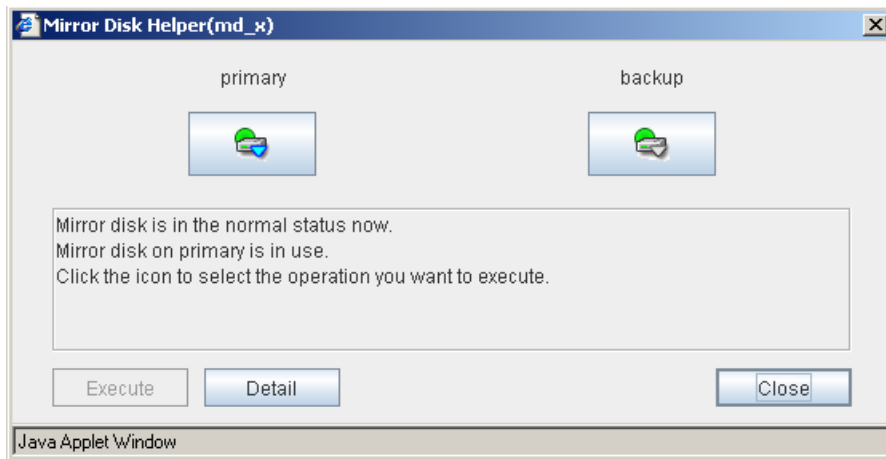 Mirror Disk Helper(md_x)
primary
backup
Mirror disk is in the normal status now.
Mirror disk on primary is in use.
Click the icon to select the operation you want to execute.
Execute
Detail
Close
Java Applet Window